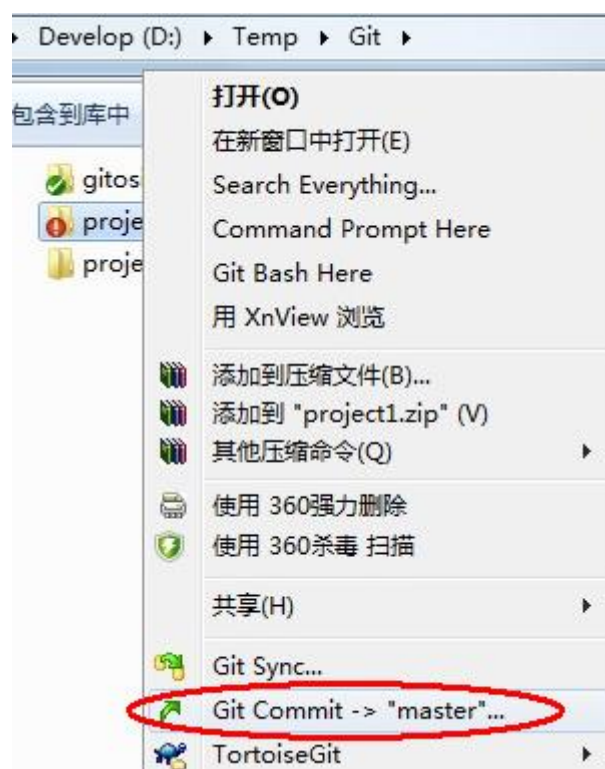 Develop (D:) Temp Git
包含到库中
打开(O)
在新窗口中打开(E)
gitos
Search Everything...
proje
Command Prompt Here
proje
Git Bash Here
用 XnView 浏览
添加到压缩文件(B)...
添加到 "project1.zip" (V)
其他压缩命令(Q)
使用 360强力删除
使用 360杀毒 扫描
共享(H)
Git Sync...
Git Commit -> "master"...
TortoiseGit